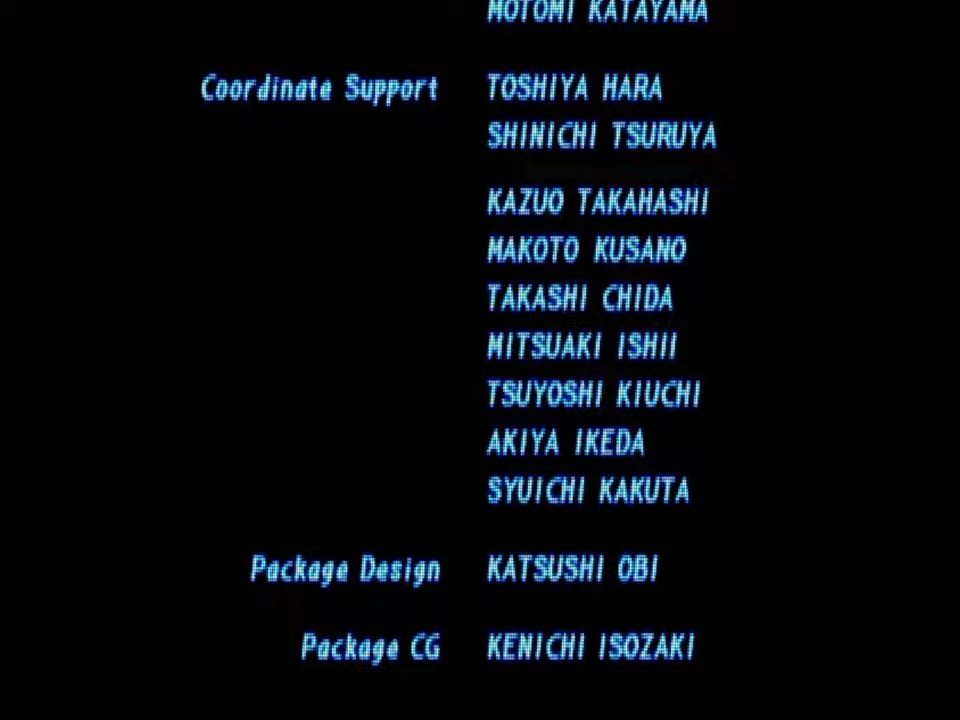 MOTOMI KATAYAMA
Coordinate Support TOSHIYA HARA
SHINICHI TSURUYA
KAZUO TAKAHASHI
MAKOTO KUSANO
TAKASHI CHIDA
MITSUAKI ISHII
TSUYOSHI KIUCHI
AKIYA IKEDA
SYUICHI KAKUTA
Package Design KATSUSHI OBI
Package CG KENICHI ISOZAKI